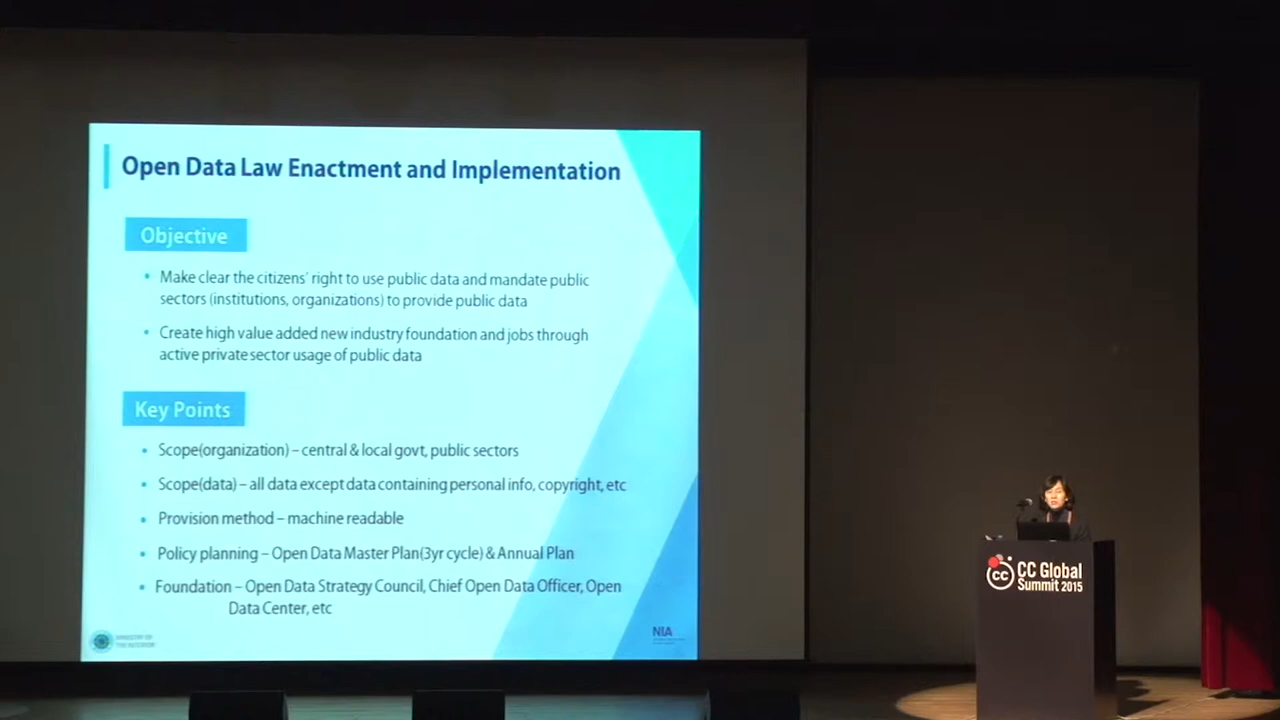 Open Data Law Enactment and Implementation
Objective
• Make clear the citizens' right to use public data and mandate public
sectors (institutions, organizations) to provide public data
• Create high value added new industry foundation and jobs through
active private sector usage of public data
Key Points
• Scope(organization) – central & local govt, public sectors
• Scope(data) – all data except data containing personal info, copyright, etc
• Provision method – machine readable
• Policy planning – Open Data Master Plan(3yr cycle) & Annual Plan
• Foundation – Open Data Strategy Council, Chief Open Data Officer, Open
Data Center, etc
MINISTRY OF
THE INTERIOR
NIA
cc
CC Global
Summit 2015